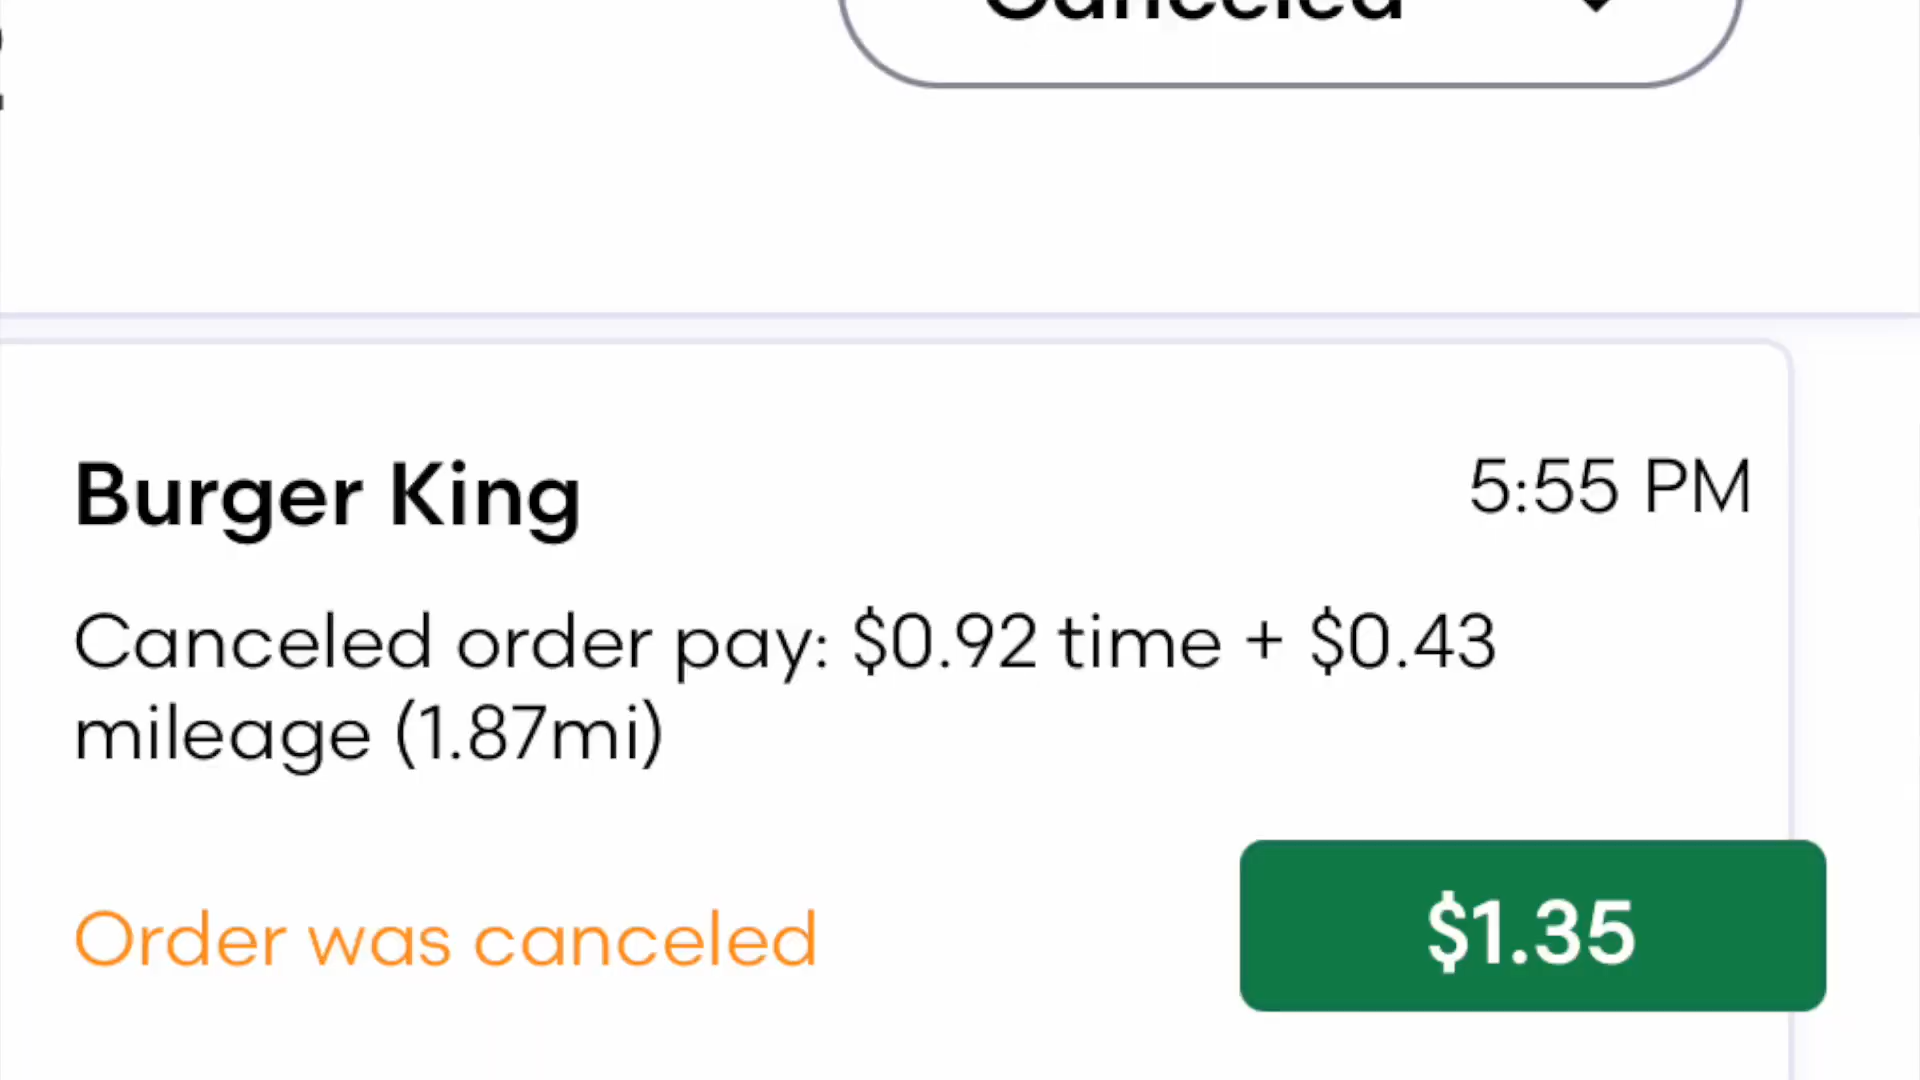 Canceled
Burger King
5:55 PM
Canceled order pay: $0.92 time + $0.43
mileage (1.87mi)
Order was canceled
$1.35